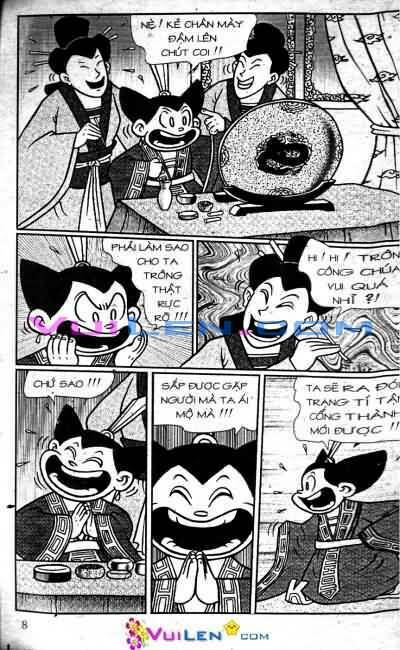 NÈ! KẺ CHÂN MÀY
ĐẬM LÊN
CHÚT COI!!
PHẢI LÀM SAO
CHO TA
TRÔNG
THẬT
RỰC
RỠ!!!
HI! HI! TRÔN
CÔNG CHÚA
VUI QUÁ
NHỈ?!
VUILEN.COM
CHỨ SAO!!!
SẮP ĐƯỢC GẶP
NGƯỜI MÀ TA ÁI
MỘ MÀ!!!
TA SẼ RA ĐÓ
TRẠNG TÍ TẬN
CỔNG THÀNH
MỚI ĐƯỢC!!
8
VUILEN.COM